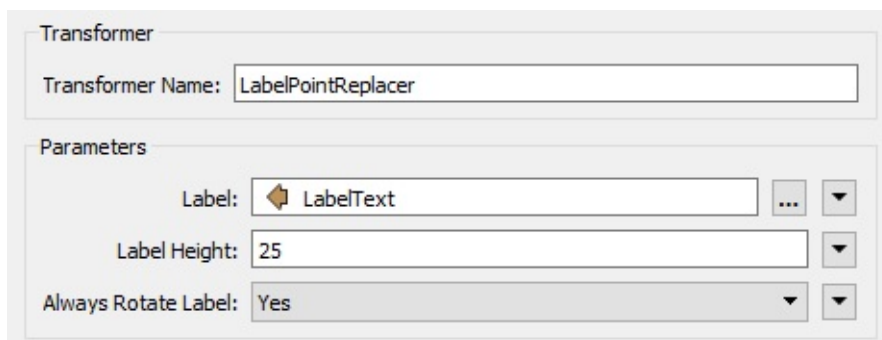 Transformer
Transformer Name: LabelPointReplacer
Parameters
Label: LabelText ...
Label Height: 25
Always Rotate Label: Yes